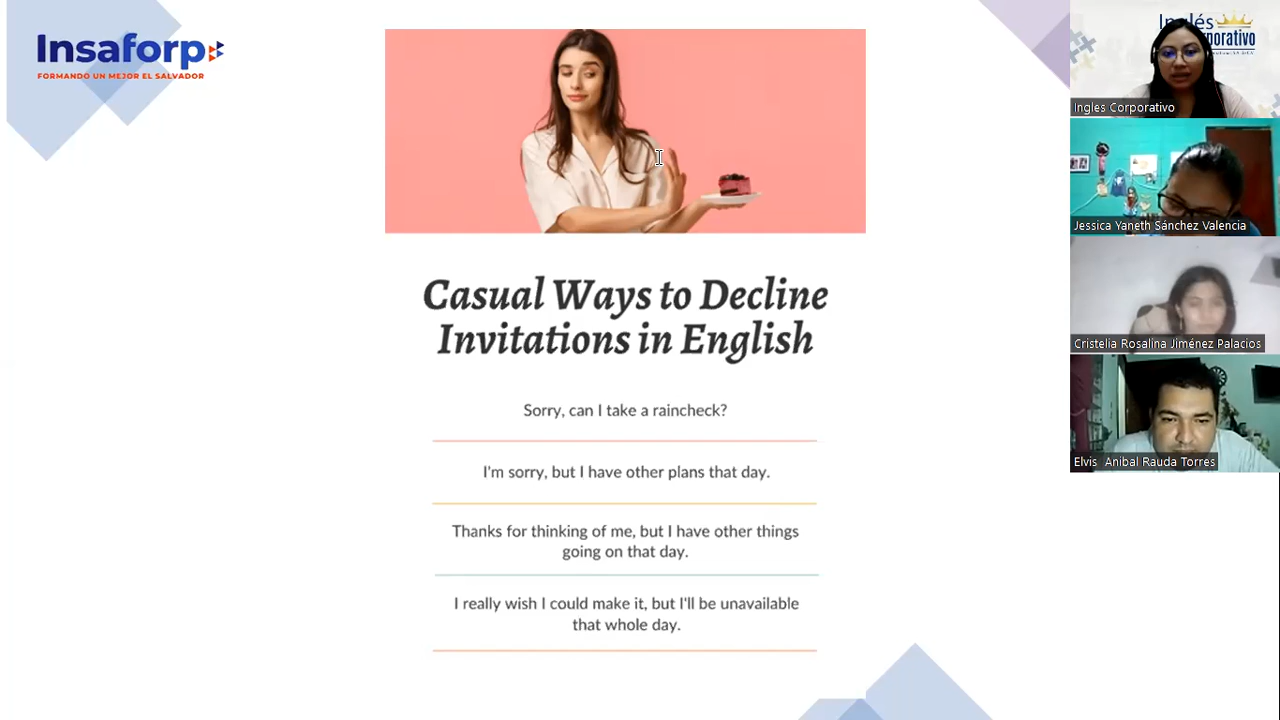 Insaforp
FORMANDO UN MEJOR EL SALVADOR
Casual Ways to Decline
Invitations in English
Sorry, can I take a raincheck?
I'm sorry, but I have other plans that day.
Thanks for thinking of me, but I have other things
going on that day.
I really wish I could make it, but I'll be unavailable
that whole day.
Ingles Corporativo
Jessica Yaneth Sánchez Valencia
Cristelia Rosalina Jiménez Palacios
Elvis Anibal Rauda Torres